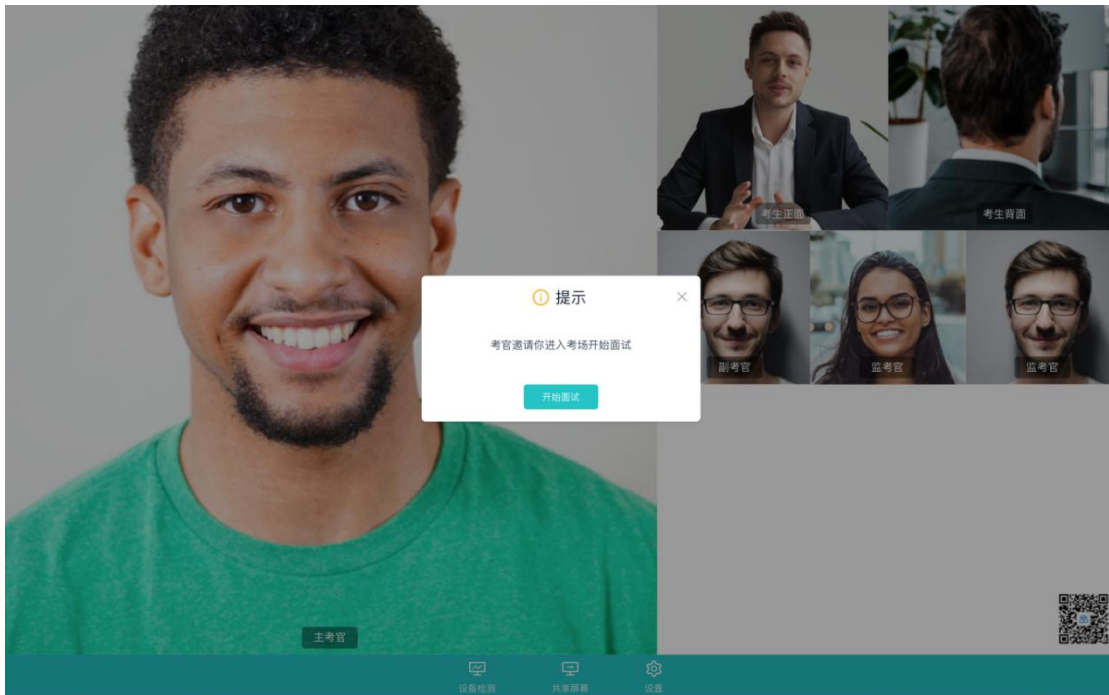 考生正面
考生背面
提示
考官邀请你进入考场开始面试
开始面试
副考官
监考官
监考官
主考官
设备检测
共享屏幕
设置